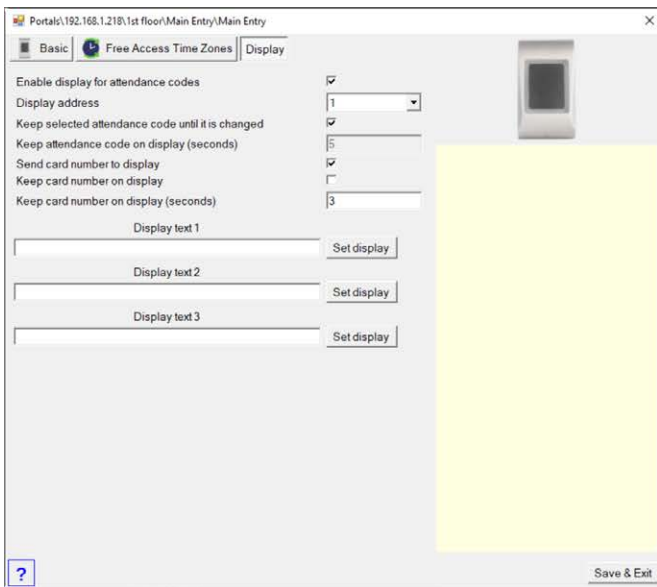 Portals\192.168.1.218\1st floor\Main Entry\Main Entry
Basic Free Access Time Zones Display
Enable display for attendance codes
Display address 1
Keep selected attendance code until it is changed
Keep attendance code on display (seconds) 5
Send card number to display
Keep card number on display
Keep card number on display (seconds) 3
Display text 1
Set display
Display text 2
Set display
Display text 3
Set display
? Save & Exit